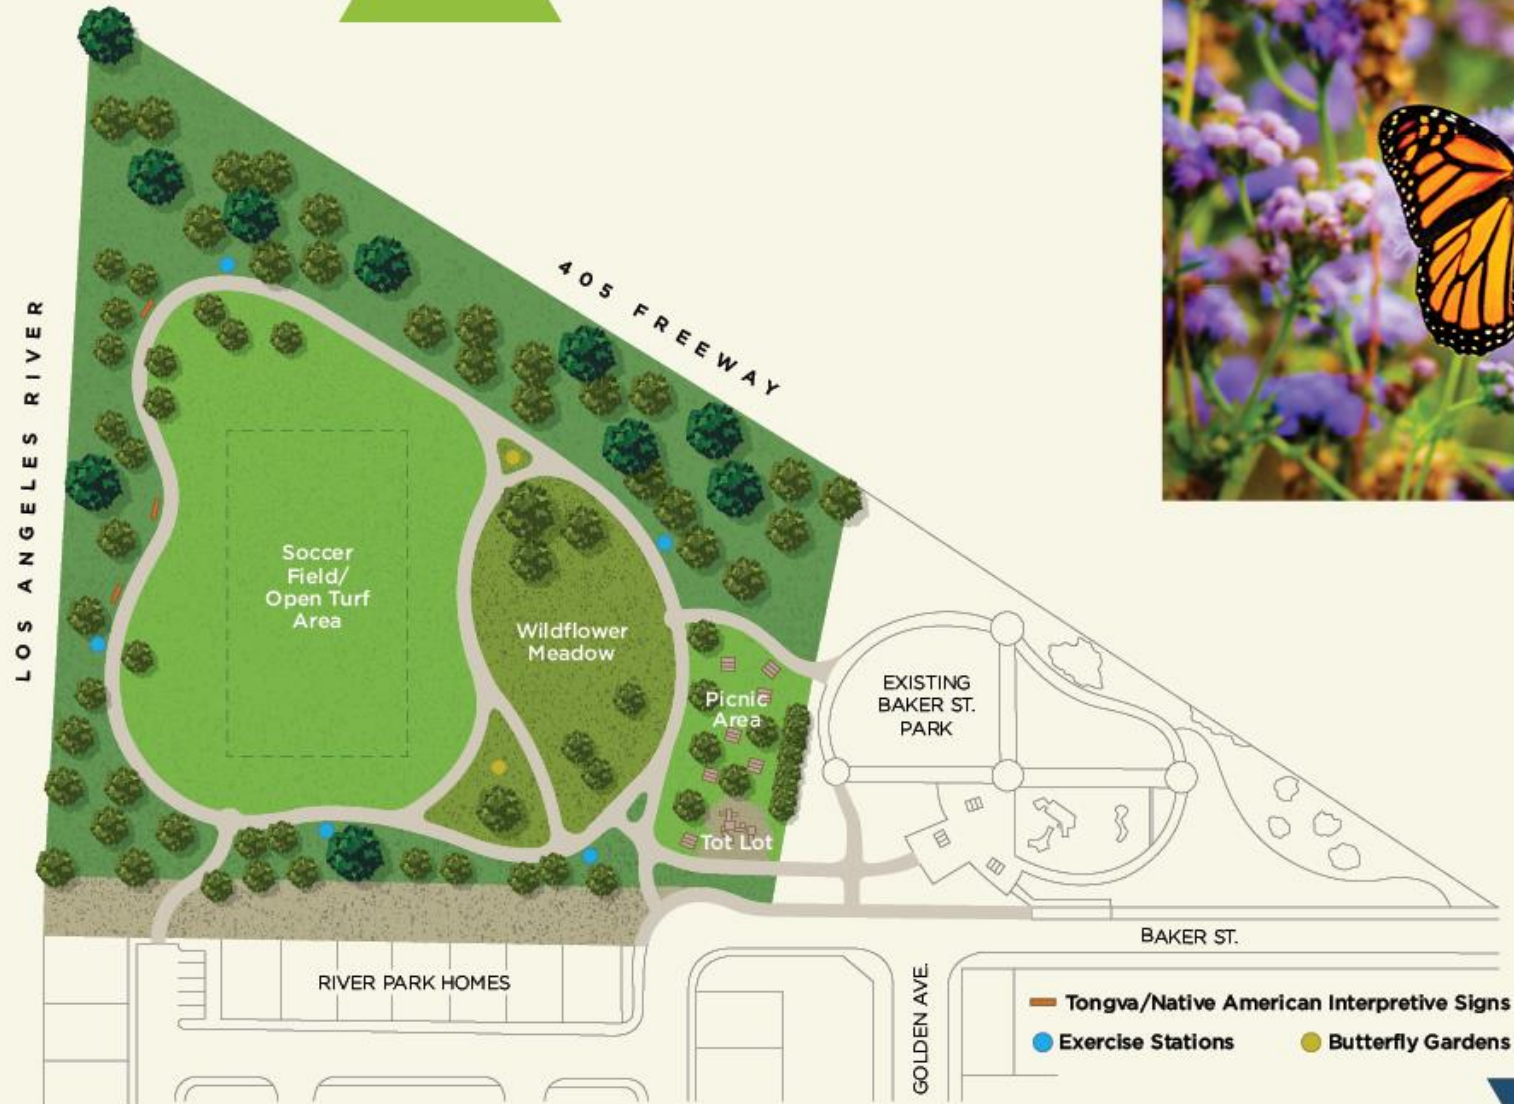 405 FREEWAY
LOS ANGELES RIVER
Soccer
Field/
Open Turf
Area
Wildflower
Meadow
Picnic
Area
Tot Lot
EXISTING
BAKER ST.
PARK
BAKER ST.
RIVER PARK HOMES
GOLDEN AVE.
Tongva/Native American Interpretive Signs
Exercise Stations
Butterfly Gardens